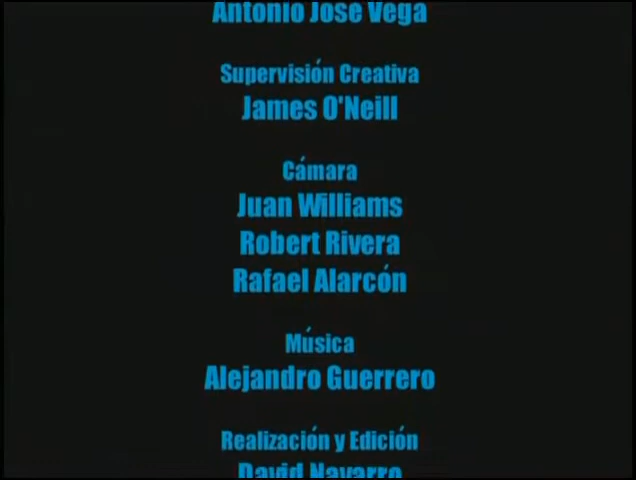 Antonio José Vega
Supervisión Creativa
James O'Neill
Cámara
Juan Williams
Robert Rivera
Rafael Alarcón
Música
Alejandro Guerrero
Realización y Edición
David Navarro